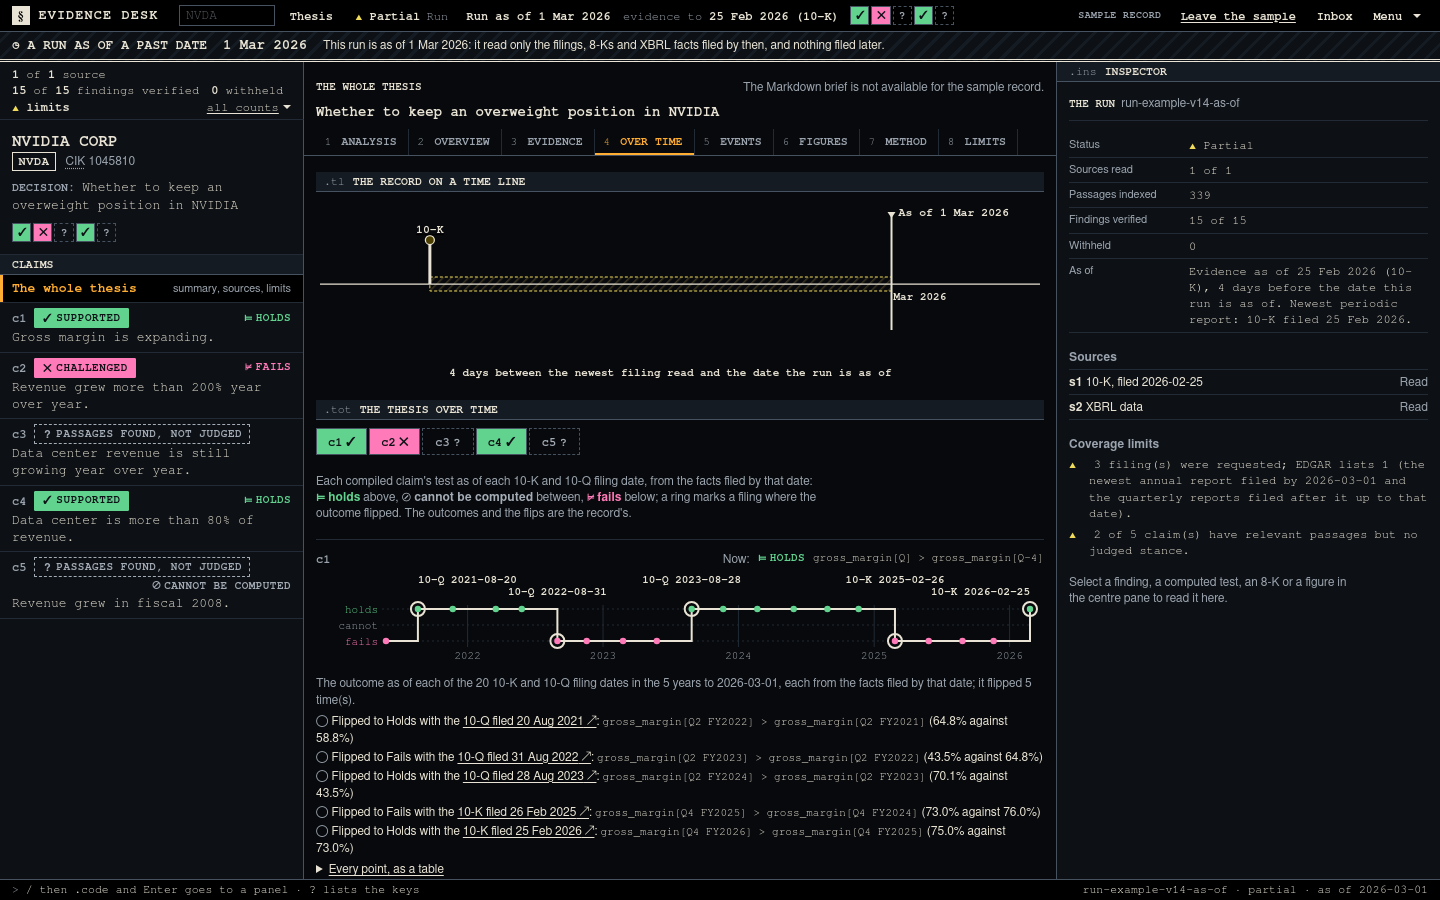 § EVIDENCE DESK NVDA Thesis ▲ Partial Run Run as of 1 Mar 2026 evidence to 25 Feb 2026 (10-K) ✓ ✕ ? ✓ ? SAMPLE RECORD Leave the sample Inbox Menu
A RUN AS OF A PAST DATE 1 Mar 2026 This run is as of 1 Mar 2026: it read only the filings, 8-Ks and XBRL facts filed by then, and nothing filed later.
1 of 1 source
15 of 15 findings verified 0 withheld
▲ limits all counts
NVIDIA CORP
NVDA CIK 1045810
DECISION: Whether to keep an
overweight position in NVIDIA
✓ ✕ ? ✓ ?
CLAIMS
The whole thesis summary, sources, limits
c1 ✓ SUPPORTED ⊨ HOLDS
Gross margin is expanding.
c2 ✕ CHALLENGED ⊭ FAILS
Revenue grew more than 200% year
over year.
c3 ? PASSAGES FOUND, NOT JUDGED
Data center revenue is still
growing year over year.
c4 ✓ SUPPORTED ⊨ HOLDS
Data center is more than 80% of
revenue.
c5 ? PASSAGES FOUND, NOT JUDGED
⊘ CANNOT BE COMPUTED
Revenue grew in fiscal 2008.
THE WHOLE THESIS The Markdown brief is not available for the sample record.
Whether to keep an overweight position in NVIDIA
1 ANALYSIS 2 OVERVIEW 3 EVIDENCE 4 OVER TIME 5 EVENTS 6 FIGURES 7 METHOD 8 LIMITS
.tl THE RECORD ON A TIME LINE
As of 1 Mar 2026
10-K
Mar 2026
4 days between the newest filing read and the date the run is as of
.tot THE THESIS OVER TIME
c1 ✓ c2 ✕ c3 ? c4 ✓ c5 ?
Each compiled claim's test as of each 10-K and 10-Q filing date, from the facts filed by that date:
⊨ holds above, ⊘ cannot be computed between, ⊭ fails below; a ring marks a filing where the
outcome flipped. The outcomes and the flips are the record's.
c1 Now: ⊨ HOLDS gross_margin[Q] > gross_margin[Q-4]
10-Q 2021-08-20 10-Q 2023-08-28 10-K 2025-02-26
10-Q 2022-08-31 10-K 2026-02-25
holds
cannot
fails
2022 2023 2024 2025 2026
The outcome as of each of the 20 10-K and 10-Q filing dates in the 5 years to 2026-03-01, each from the facts filed by that date; it flipped 5
time(s).
Flipped to Holds with the 10-Q filed 20 Aug 2021 ↗: gross_margin[Q2 FY2022] > gross_margin[Q2 FY2021] (64.8% against
58.8%)
Flipped to Fails with the 10-Q filed 31 Aug 2022 ↗: gross_margin[Q2 FY2023] > gross_margin[Q2 FY2022] (43.5% against 64.8%)
Flipped to Holds with the 10-Q filed 28 Aug 2023 ↗: gross_margin[Q2 FY2024] > gross_margin[Q2 FY2023] (70.1% against
43.5%)
Flipped to Fails with the 10-K filed 26 Feb 2025 ↗: gross_margin[Q4 FY2025] > gross_margin[Q4 FY2024] (73.0% against 76.0%)
Flipped to Holds with the 10-K filed 25 Feb 2026 ↗: gross_margin[Q4 FY2026] > gross_margin[Q4 FY2025] (75.0% against
73.0%)
▶ Every point, as a table
.ins INSPECTOR
THE RUN run-example-v14-as-of
Status ▲ Partial
Sources read 1 of 1
Passages indexed 339
Findings verified 15 of 15
Withheld 0
As of Evidence as of 25 Feb 2026 (10-
K), 4 days before the date this
run is as of. Newest periodic
report: 10-K filed 25 Feb 2026.
Sources
s1 10-K, filed 2026-02-25 Read
s2 XBRL data Read
Coverage limits
▲ 3 filing(s) were requested; EDGAR lists 1 (the
newest annual report filed by 2026-03-01 and
the quarterly reports filed after it up to that
date).
▲ 2 of 5 claim(s) have relevant passages but no
judged stance.
Select a finding, a computed test, an 8-K or a figure in
the centre pane to read it here.
> / then .code and Enter goes to a panel · ? lists the keys run-example-v14-as-of · partial · as of 2026-03-01